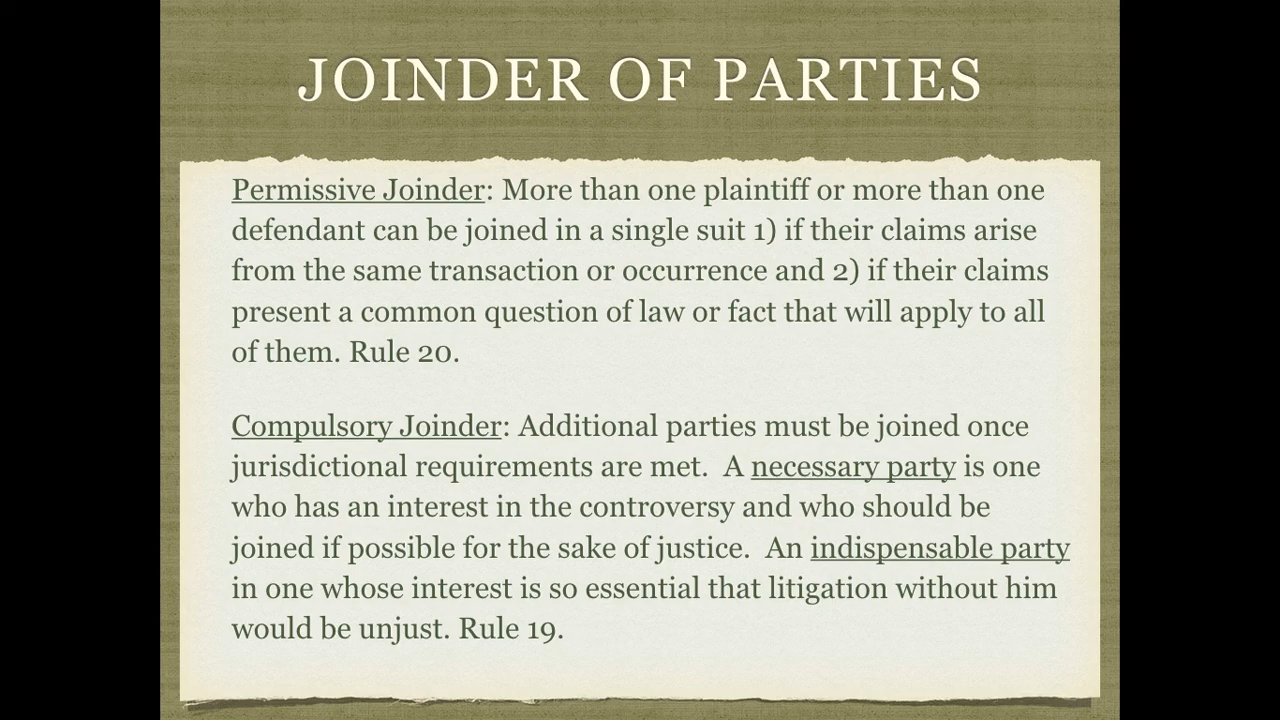 JOINDER OF PARTIES
Permissive Joinder: More than one plaintiff or more than one
defendant can be joined in a single suit 1) if their claims arise
from the same transaction or occurrence and 2) if their claims
present a common question of law or fact that will apply to all
of them. Rule 20.
Compulsory Joinder: Additional parties must be joined once
jurisdictional requirements are met.  A necessary party is one
who has an interest in the controversy and who should be
joined if possible for the sake of justice.  An indispensable party
in one whose interest is so essential that litigation without him
would be unjust. Rule 19.